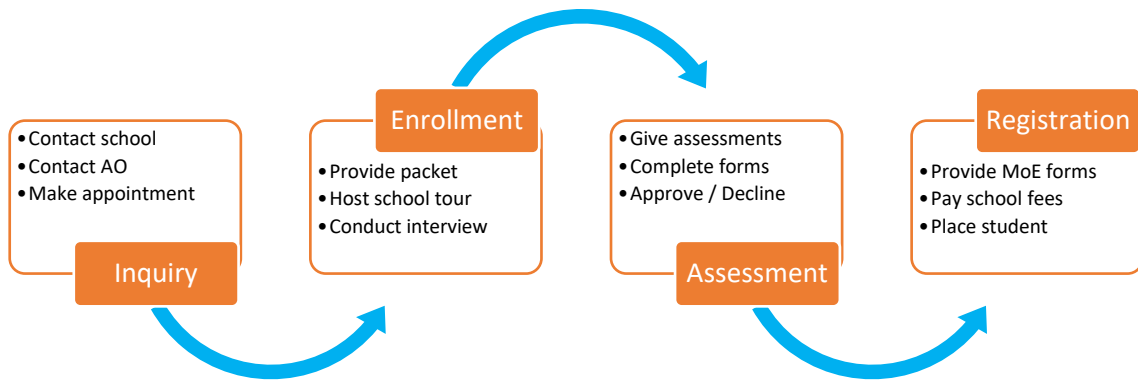 • Contact school
• Contact AO
• Make appointment
Inquiry
Enrollment
• Provide packet
• Host school tour
• Conduct interview
• Give assessments
• Complete forms
• Approve / Decline
Assessment
Registration
• Provide MoE forms
• Pay school fees
• Place student